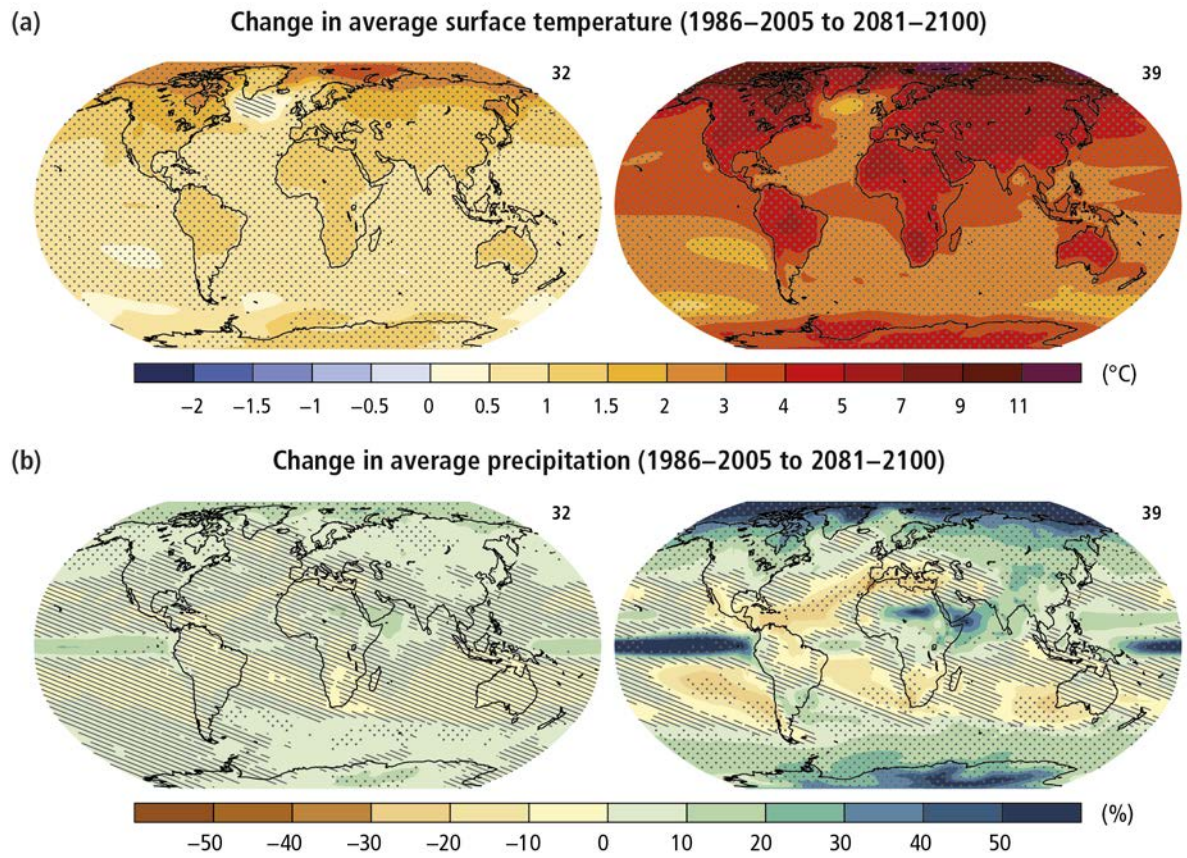 (a) Change in average surface temperature (1986–2005 to 2081–2100)
32 39
−2 −1.5 −1 −0.5 0 0.5 1 1.5 2 3 4 5 7 9 11 (°C)
(b) Change in average precipitation (1986–2005 to 2081–2100)
32 39
−50 −40 −30 −20 −10 0 10 20 30 40 50 (%)